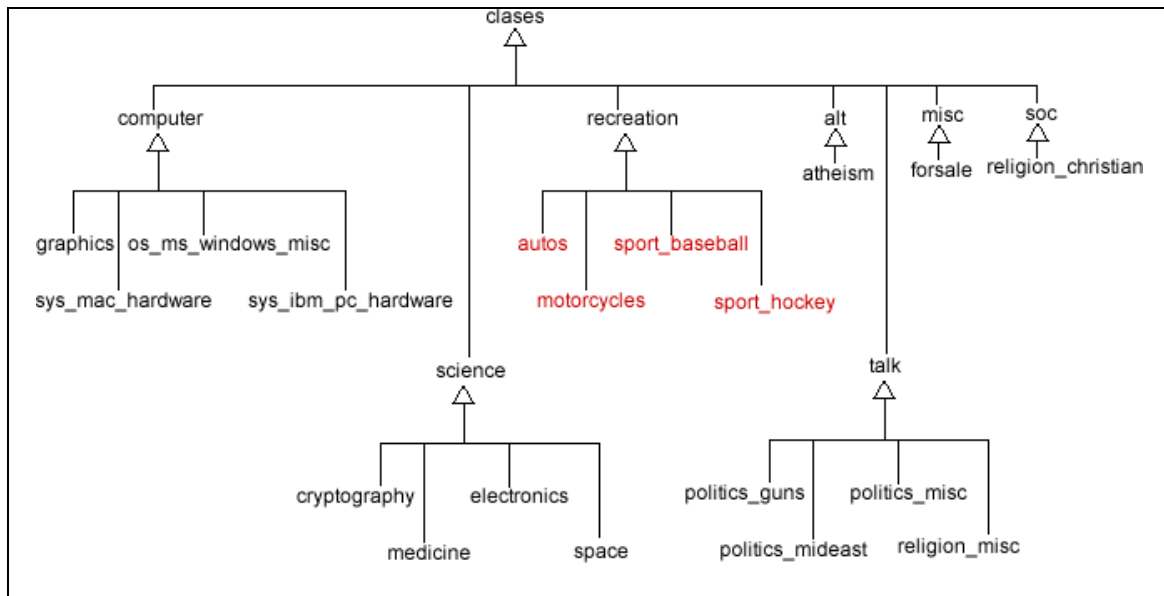 clases
computer
recreation
alt
misc
soc
atheism
forsale
religion_christian
graphics
os_ms_windows_misc
autos
sport_baseball
sys_mac_hardware
sys_ibm_pc_hardware
motorcycles
sport_hockey
science
talk
cryptography
electronics
politics_guns
politics_misc
medicine
space
politics_mideast
religion_misc